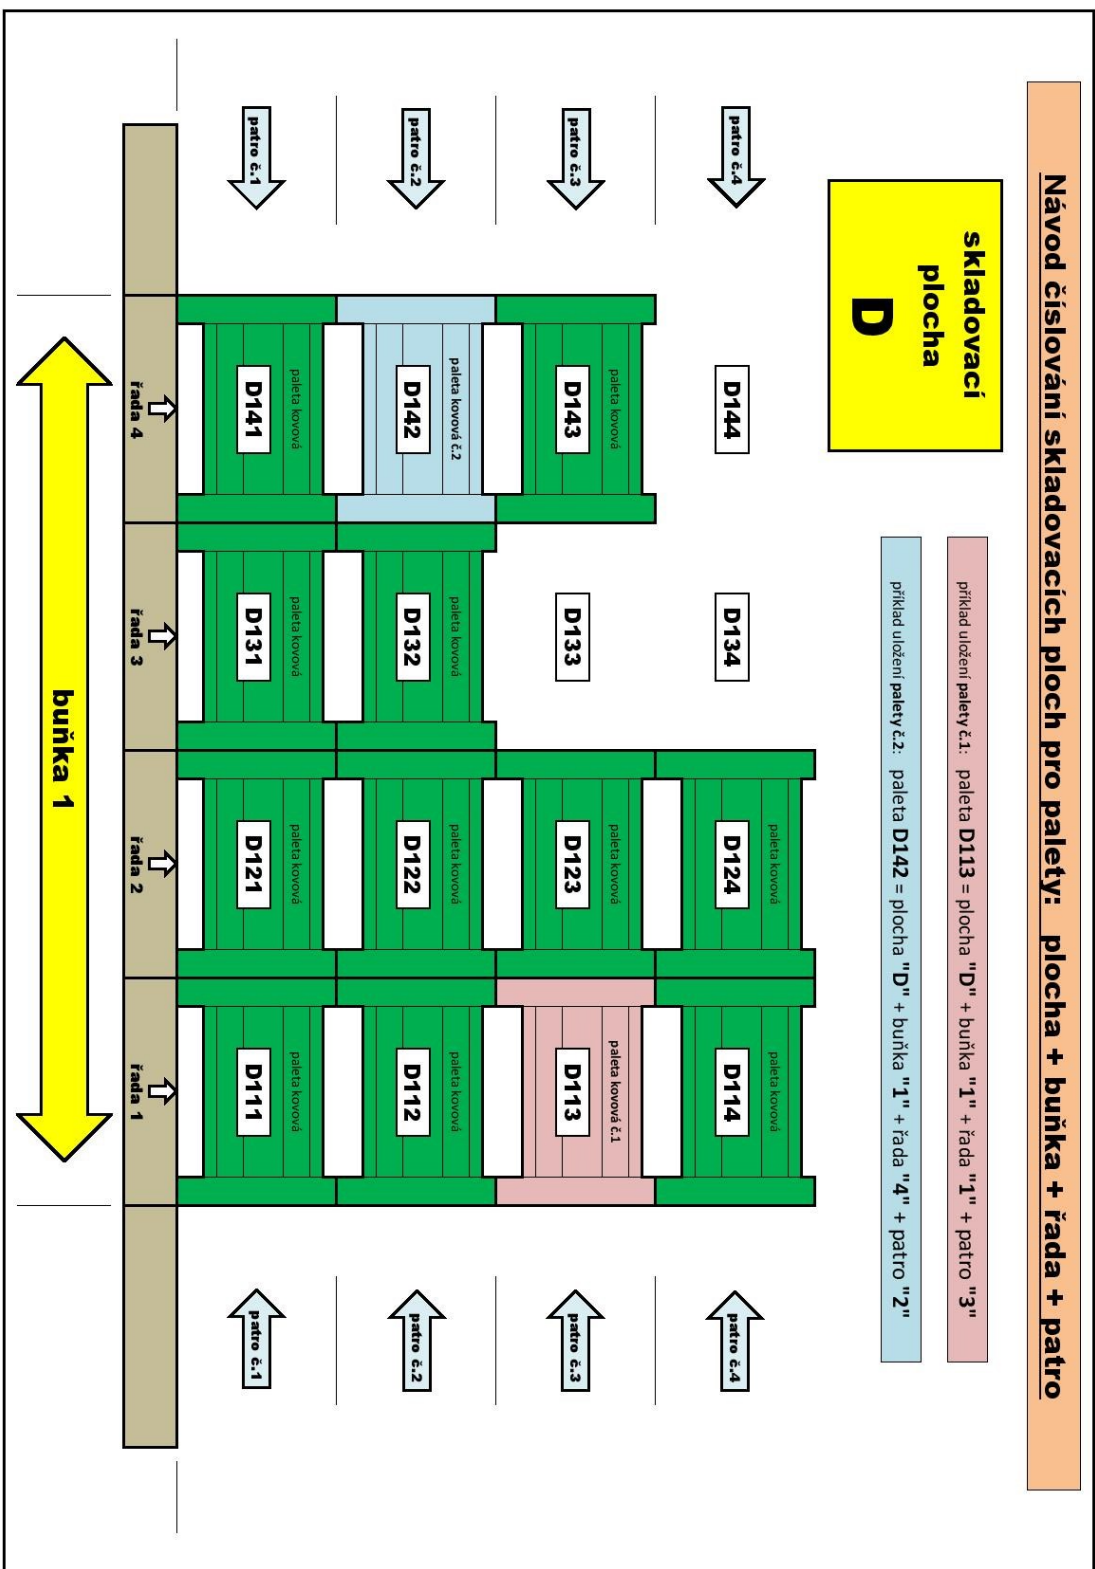 Návod číslování skladovacích ploch pro palety: plocha + buňka + řada + patro
skladovací
plocha
D
příklad uložení palety č.1: paleta D113 = plocha "D" + buňka "1" + řada "1" + patro "3"
příklad uložení palety č.2: paleta D142 = plocha "D" + buňka "1" + řada "4" + patro "2"
patro č.4
D144
D134
paleta kovová
D124
paleta kovová
D114
patro č.4
patro č.3
paleta kovová
D143
D133
paleta kovová
D123
paleta kovová č.1
D113
patro č.3
patro č.2
paleta kovová č.2
D142
paleta kovová
D132
paleta kovová
D122
paleta kovová
D112
patro č.2
patro č.1
paleta kovová
D141
paleta kovová
D131
paleta kovová
D121
paleta kovová
D111
patro č.1
řada 4
řada 3
řada 2
řada 1
buňka 1